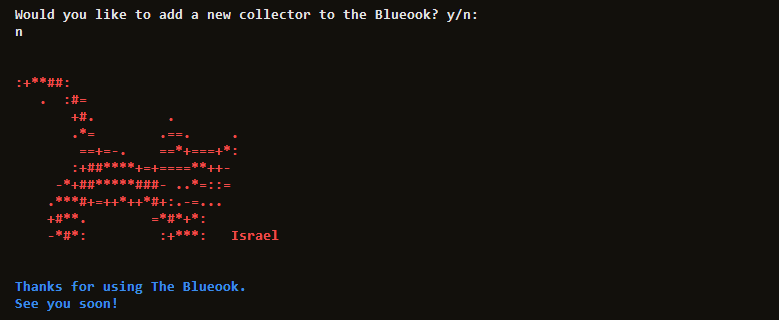 Would you like to add a new collector to the Blueook? y/n:
n
:+**##:
. :#=
+#. .
.*= .==. .
==+=-. ==*+===+*:
:+##****+=+====**++-
-*+##*****###- ..*=::=
.***#+=++*++*#+:.-=...
+#**. =*#*+*:
-*#*: :+***: Israel
Thanks for using The Blueook.
See you soon!